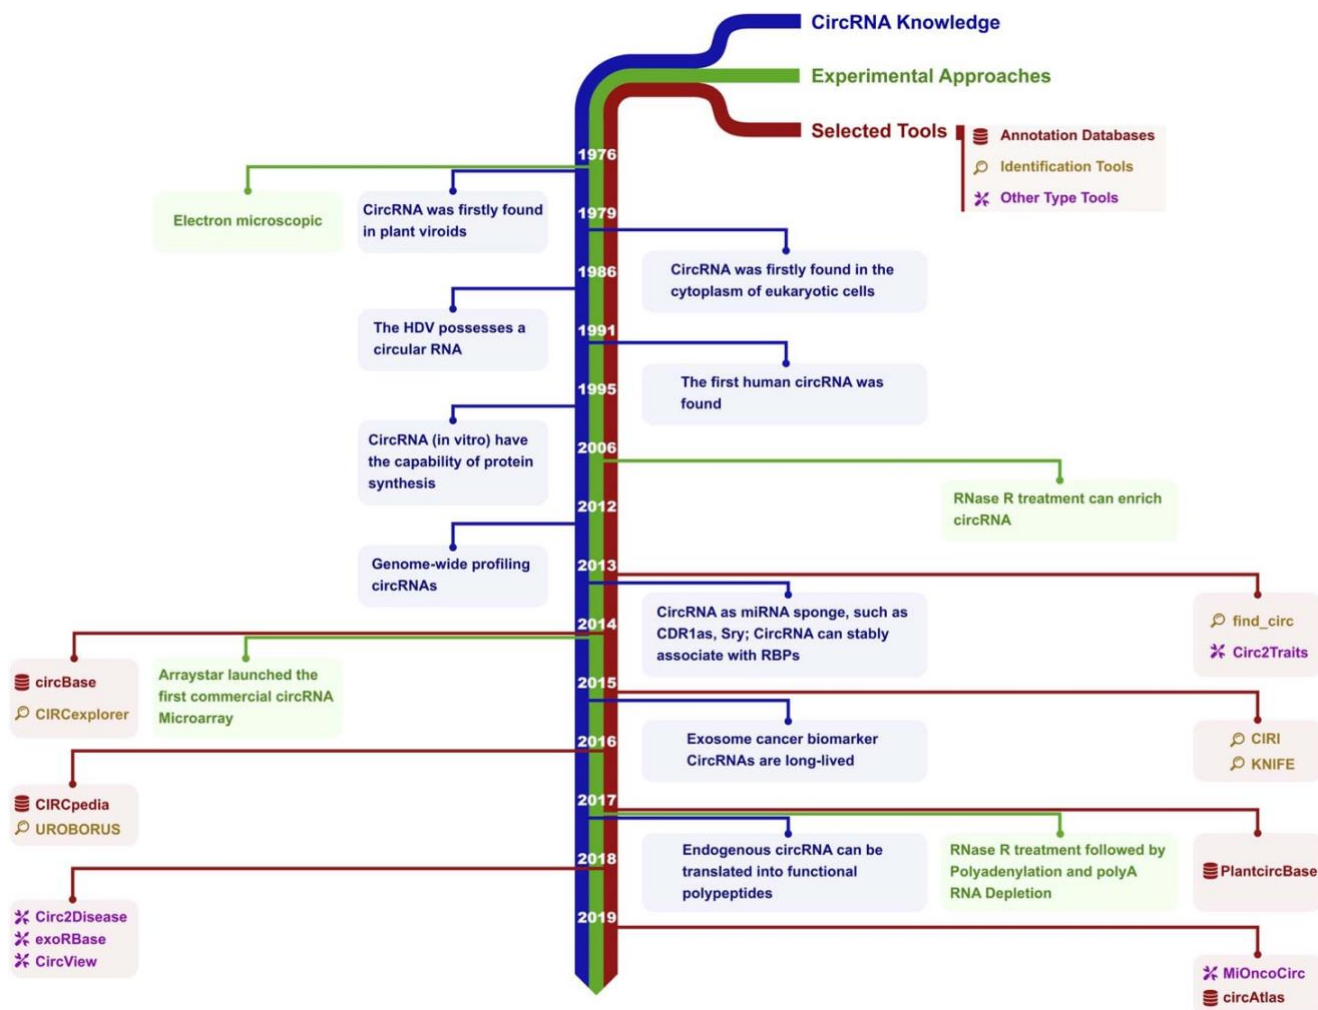 CircRNA Knowledge
Experimental Approaches
Selected Tools
Annotation Databases
Identification Tools
Other Type Tools
1976
Electron microscopic
CircRNA was firstly found
in plant viroids
1979
CircRNA was firstly found in the
cytoplasm of eukaryotic cells
1986
The HDV possesses a
circular RNA
1991
The first human circRNA was
found
1995
CircRNA (in vitro) have
the capability of protein
synthesis
2006
RNase R treatment can enrich
circRNA
2012
Genome-wide profiling
circRNAs
2013
CircRNA as miRNA sponge, such as
CDR1as, Sry; CircRNA can stably
associate with RBPs
find_circ
Circ2Traits
2014
circBase
CIRCexplorer
Arraystar launched the
first commercial circRNA
Microarray
2015
Exosome cancer biomarker
CircRNAs are long-lived
CIRI
KNIFE
2016
CIRCpedia
UROBORUS
2017
Endogenous circRNA can be
translated into functional
polypeptides
RNase R treatment followed by
Polyadenylation and polyA
RNA Depletion
PlantcircBase
2018
Circ2Disease
exoRBase
CircView
2019
MiOncoCirc
circAtlas